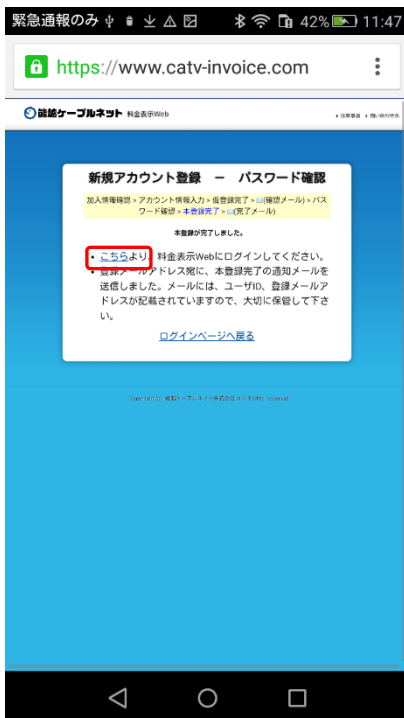 緊急通報のみ 42% 11:47
https://www.catv-invoice.com
能越ケーブルネット 料金表示Web
新規アカウント登録 － パスワード確認
加入情報確認 > アカウント情報入力 > 仮登録完了 > (確認メール) > パス
ワード確認 > 本登録完了 > (完了メール)
本登録が完了しました。
• こちらより、料金表示Webにログインしてください。
• 登録メールアドレス宛に、本登録完了の通知メールを
送信しました。メールには、ユーザID、登録メールア
ドレスが記載されていますので、大切に保管して下さ
い。
ログインページへ戻る